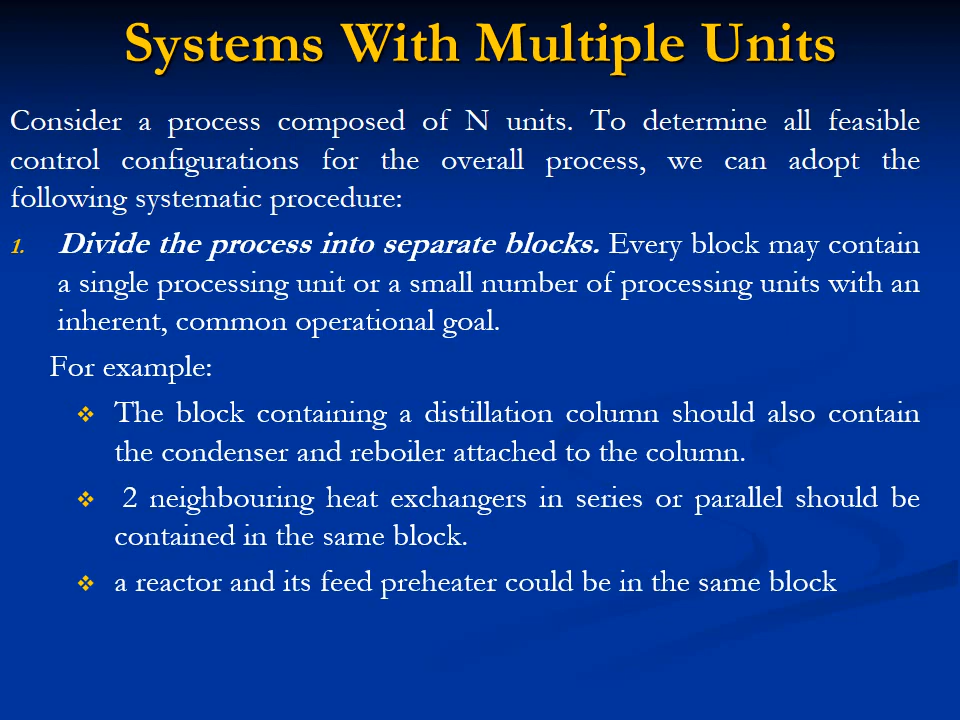 Systems With Multiple Units
Consider a process composed of N units. To determine all feasible
control configurations for the overall process, we can adopt the
following systematic procedure:
1. Divide the process into separate blocks. Every block may contain
a single processing unit or a small number of processing units with an
inherent, common operational goal.
For example:
❖ The block containing a distillation column should also contain
the condenser and reboiler attached to the column.
❖ 2 neighbouring heat exchangers in series or parallel should be
contained in the same block.
❖ a reactor and its feed preheater could be in the same block